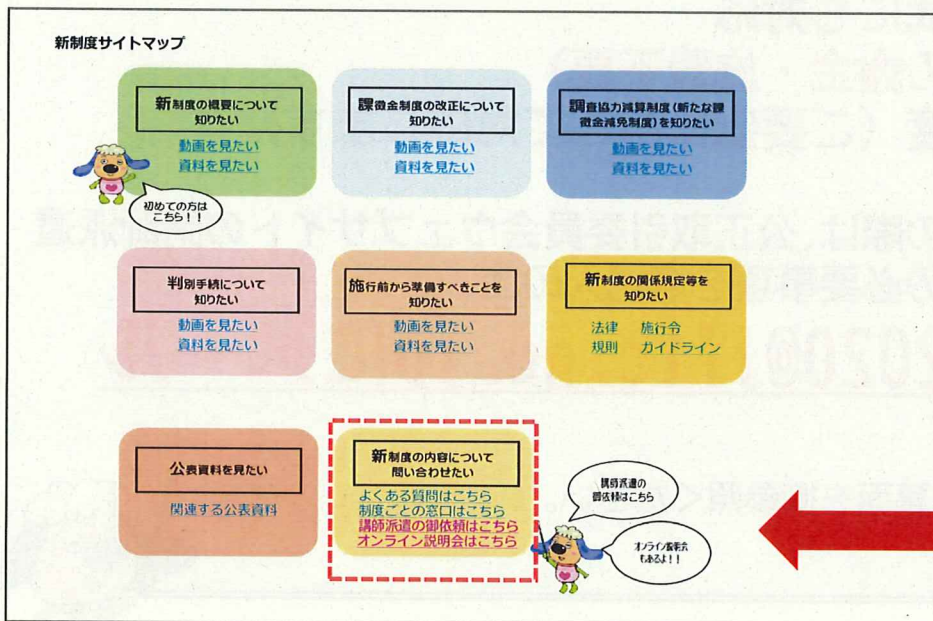 新制度サイトマップ
新制度の概要について
知りたい
動画を見たい
資料を見たい
初めての方は
こちら！！
課徴金制度の改正について
知りたい
動画を見たい
資料を見たい
調査協力減算制度（新たな課
徴金減免制度）を知りたい
動画を見たい
資料を見たい
判別手続について
知りたい
動画を見たい
資料を見たい
施行前から準備すべきことを
知りたい
動画を見たい
資料を見たい
新制度の関係規定等を
知りたい
法律　施行令
規則　ガイドライン
公表資料を見たい
関連する公表資料
新制度の内容について
問い合わせたい
よくある質問はこちら
制度ごとの窓口はこちら
講師派遣の御依頼はこちら
オンライン説明会はこちら
講師派遣の
御依頼はこちら
オンライン説明会
もあるよ！！